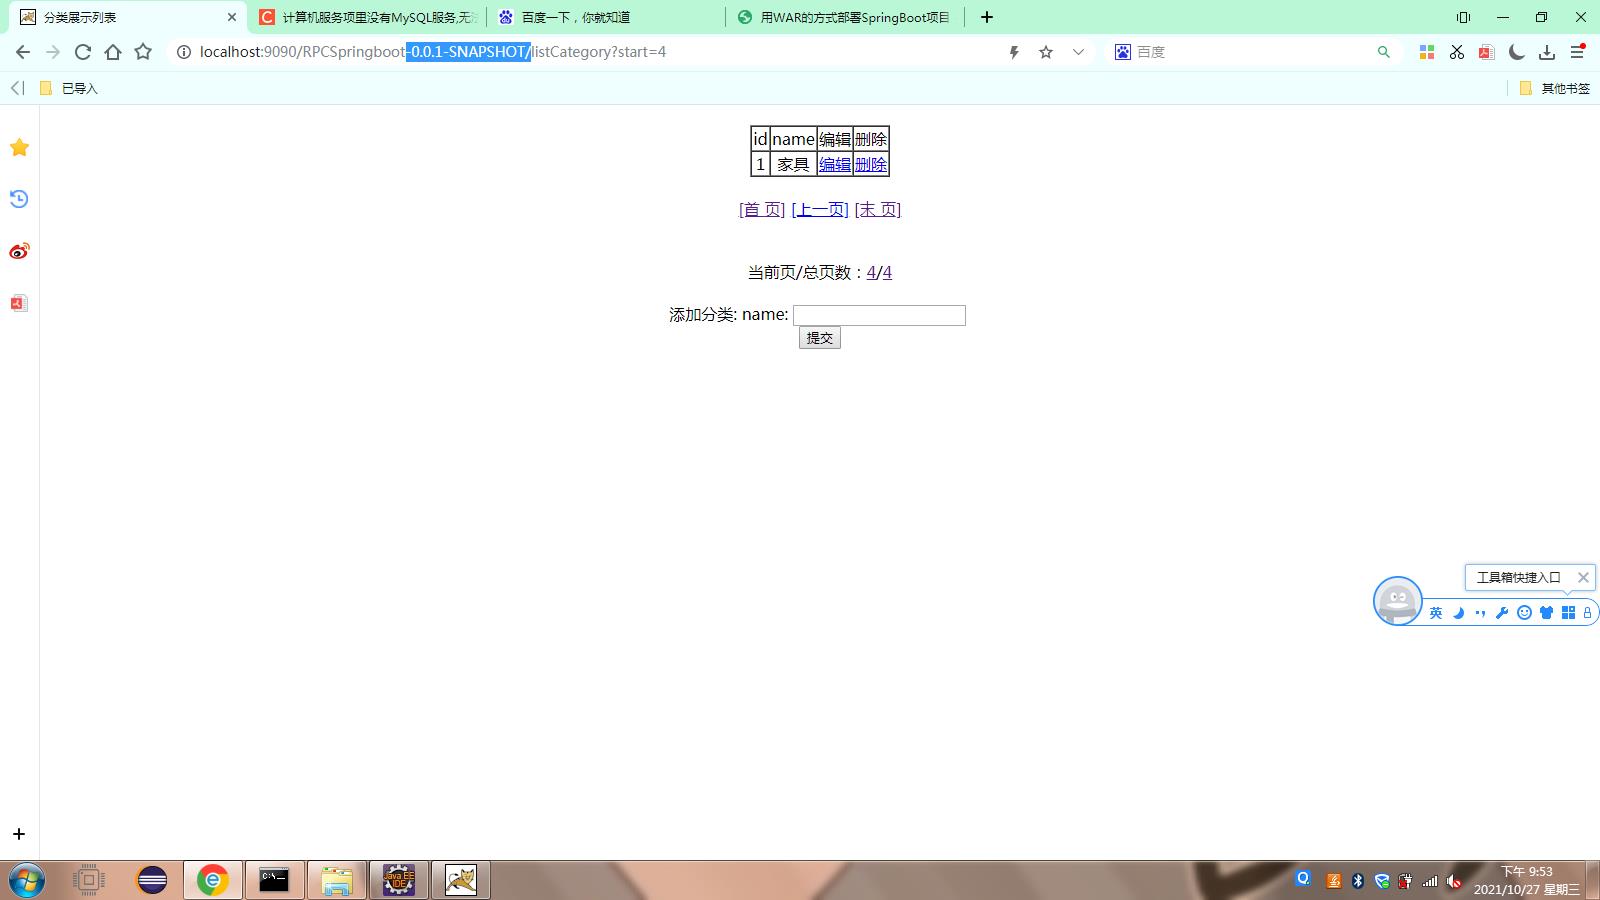 分类展示列表
计算机服务项里没有MySQL服务,无
百度一下，你就知道
用WAR的方式部署SpringBoot项目
localhost:9090/RPCSpringboot-0.0.1-SNAPSHOT/listCategory?start=4
百度
已导入
其他书签
id name 编辑 删除
1 家具 编辑 删除
[首 页] [上一页] [末 页]
当前页/总页数：4/4
添加分类: name:
提交
工具箱快捷入口
英
C:\._
Java EE
IDE
下午 9:53
2021/10/27 星期三